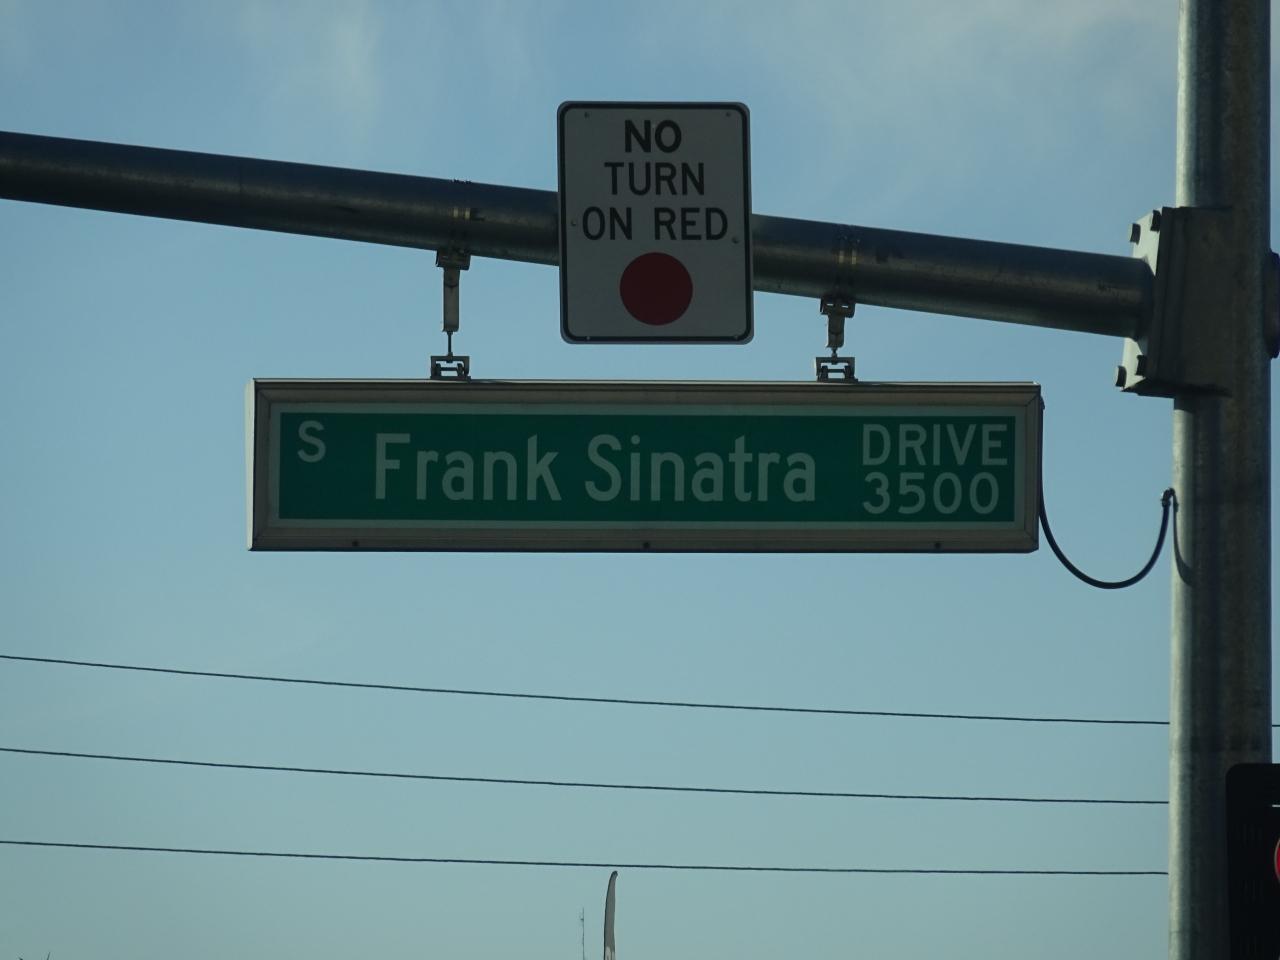 NO
TURN
ON RED
S Frank Sinatra DRIVE
3500